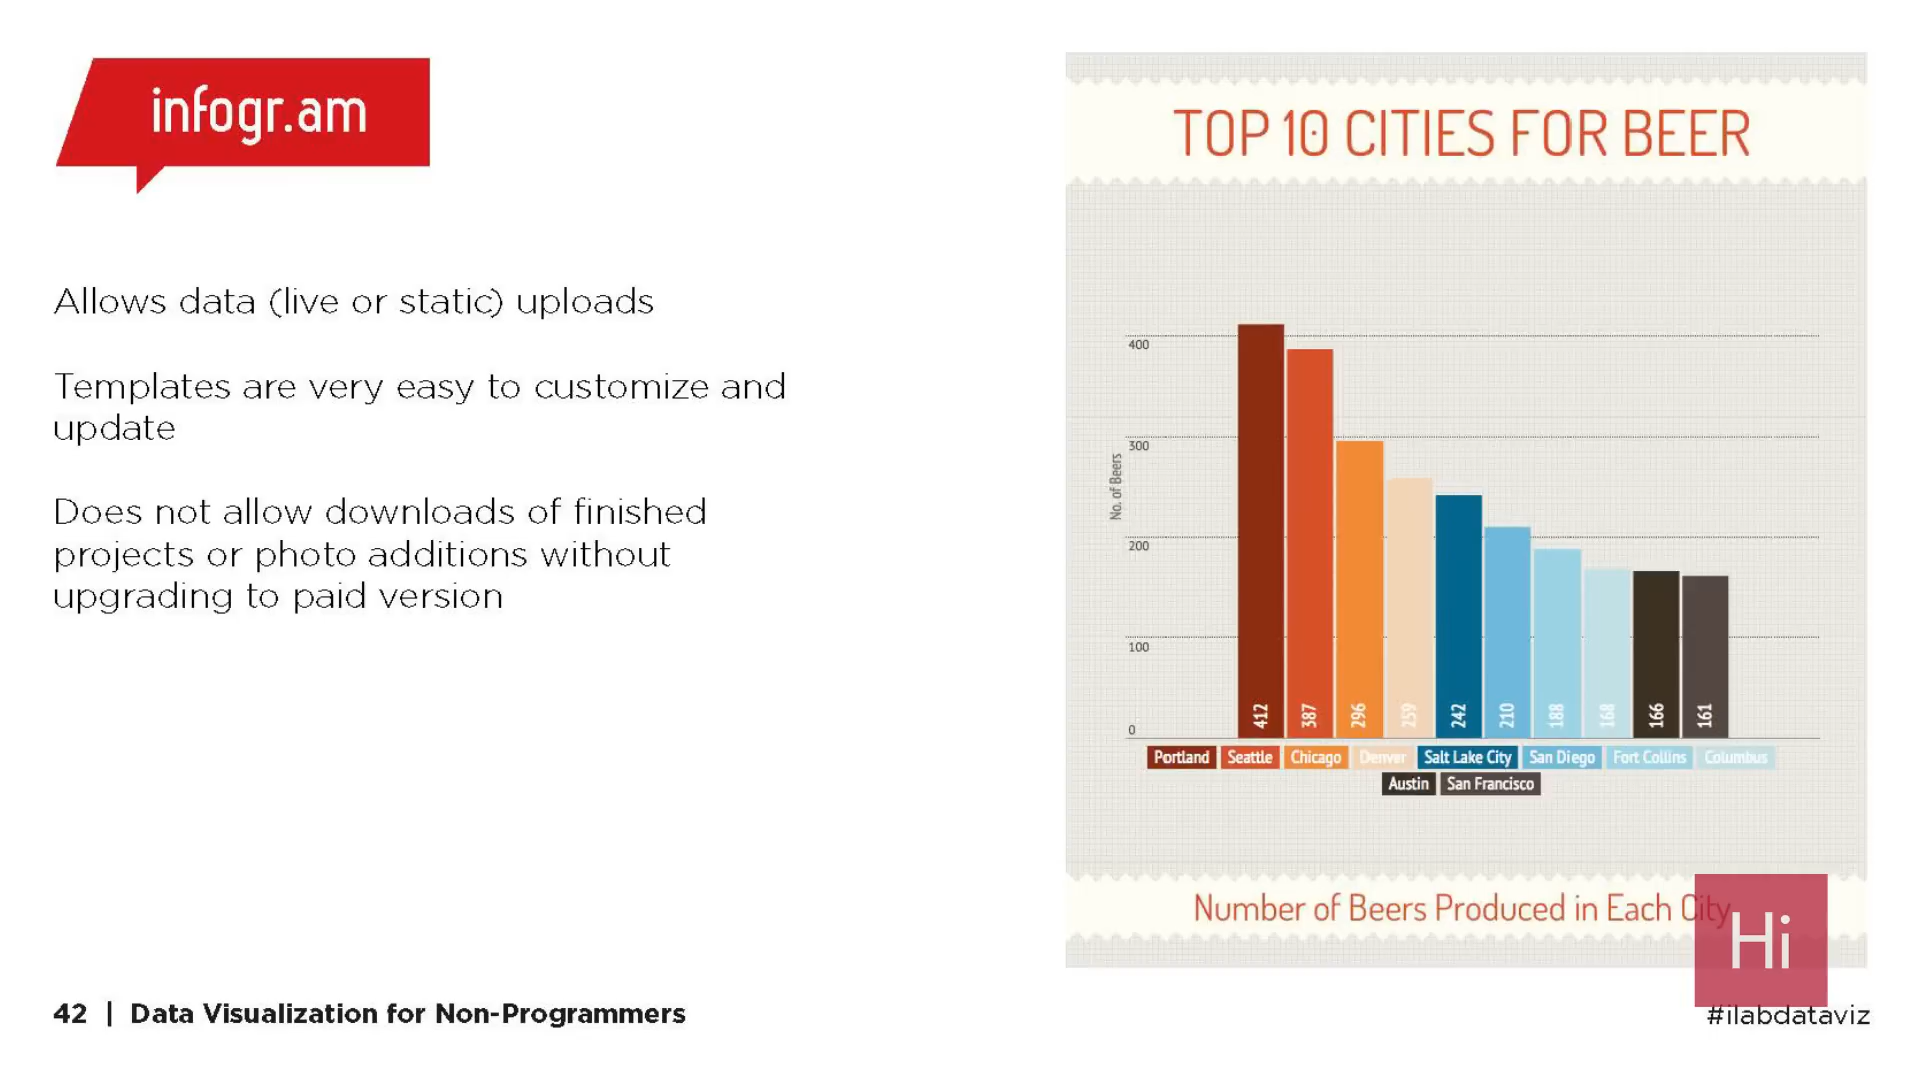 infogr.am
Allows data (live or static) uploads
Templates are very easy to customize and
update
Does not allow downloads of finished
projects or photo additions without
upgrading to paid version
TOP 10 CITIES FOR BEER
No. of Beers
400
300
200
100
0
412 387 296 259 242 210 188 168 166 161
Portland Seattle Chicago Denver Salt Lake City San Diego Fort Collins Columbus
Austin San Francisco
Number of Beers Produced in Each City
Hi
42 | Data Visualization for Non-Programmers
#ilabdataviz